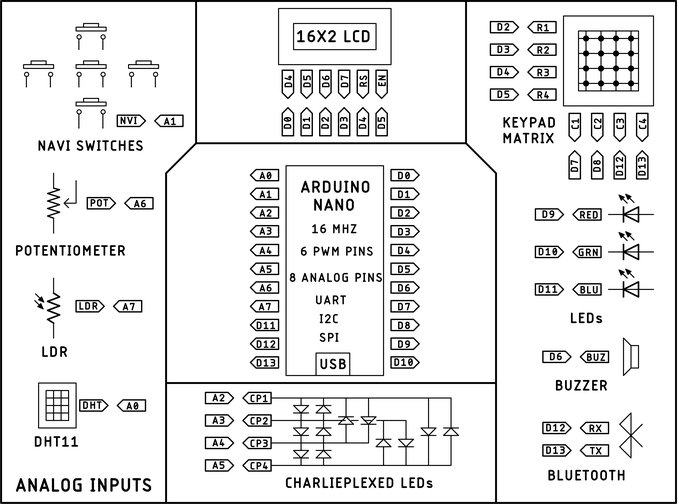 NVI A1
NAVI SWITCHES
POT A6
POTENTIOMETER
LDR A7
LDR
DHT A0
DHT11
ANALOG INPUTS
16X2 LCD
D4 D5 D6 D7 RS EN
D0 D1 D2 D3 D4 D5
ARDUINO
NANO
16 MHZ
6 PWM PINS
8 ANALOG PINS
UART
I2C
SPI
USB
A0 D0
A1 D1
A2 D2
A3 D3
A4 D4
A5 D5
A6 D6
A7 D7
D11 D8
D12 D9
D13 D10
A2 CP1
A3 CP2
A4 CP3
A5 CP4
CHARLIEPLEXED LEDs
D2 R1
D3 R2
D4 R3
D5 R4
KEYPAD
MATRIX
C1 C2 C3 C4
D7 D8 D12 D13
D9 RED
D10 GRN
D11 BLU
LEDs
D6 BUZ
BUZZER
D12 RX
D13 TX
BLUETOOTH